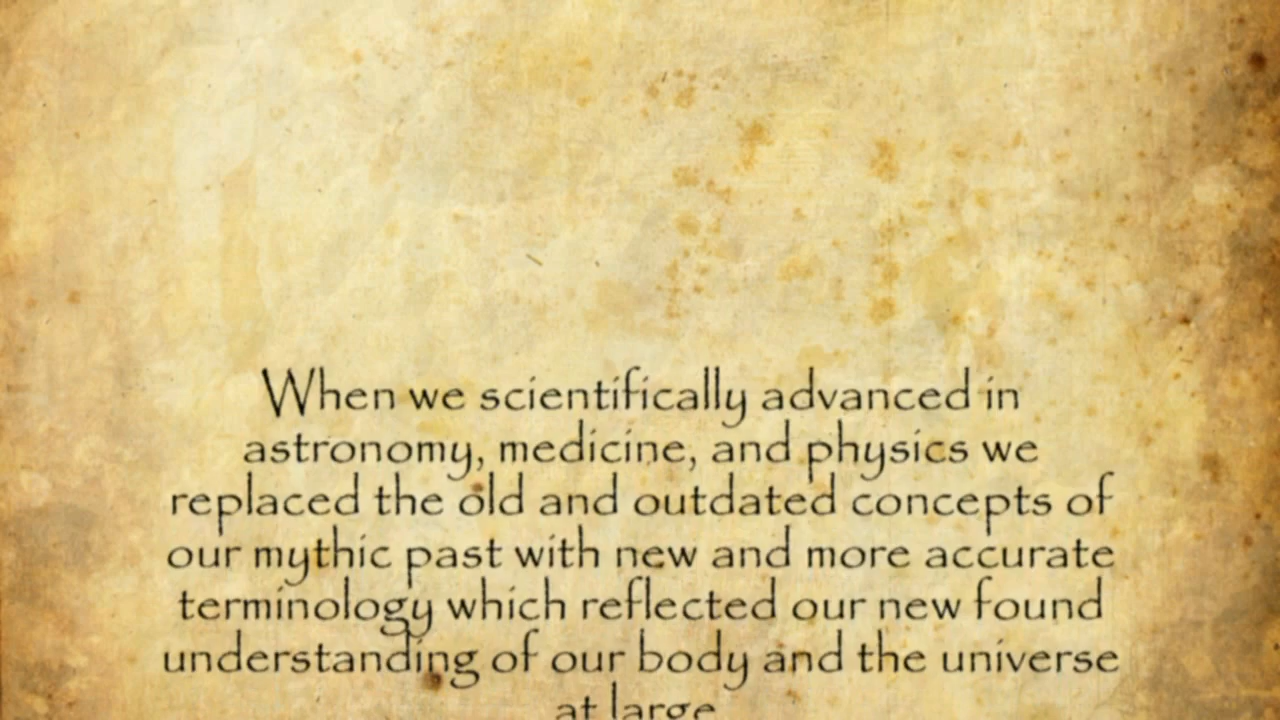 When we scientifically advanced in
astronomy, medicine, and physics we
replaced the old and outdated concepts of
our mythic past with new and more accurate
terminology which reflected our new found
understanding of our body and the universe
at large